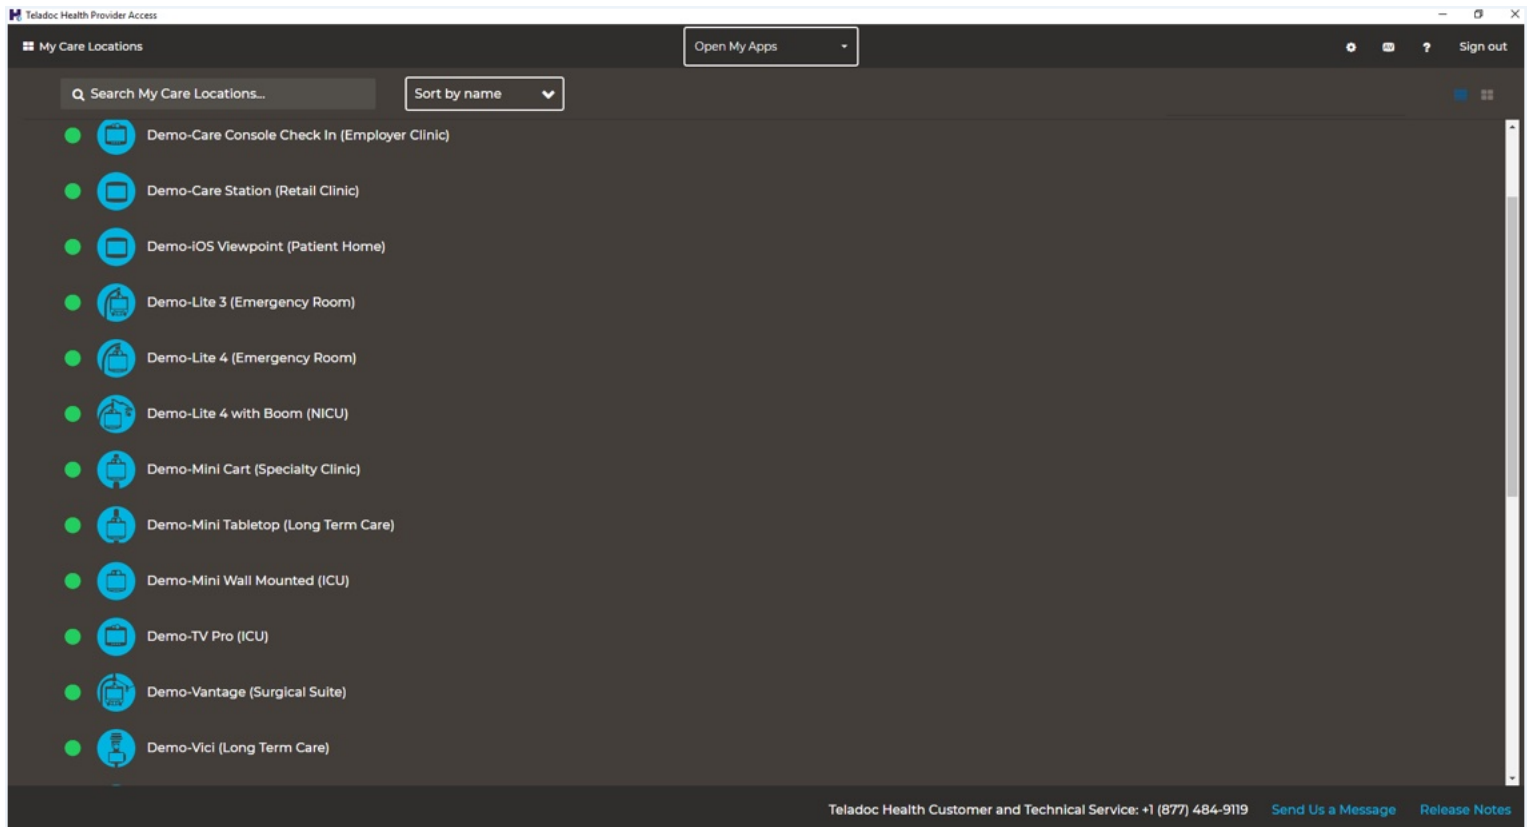 Teladoc Health Provider Access
My Care Locations
Open My Apps
? Sign out
Search My Care Locations...
Sort by name
Demo-Care Console Check In (Employer Clinic)
Demo-Care Station (Retail Clinic)
Demo-iOS Viewpoint (Patient Home)
Demo-Lite 3 (Emergency Room)
Demo-Lite 4 (Emergency Room)
Demo-Lite 4 with Boom (NICU)
Demo-Mini Cart (Specialty Clinic)
Demo-Mini Tabletop (Long Term Care)
Demo-Mini Wall Mounted (ICU)
Demo-TV Pro (ICU)
Demo-Vantage (Surgical Suite)
Demo-Vici (Long Term Care)
Teladoc Health Customer and Technical Service: +1 (877) 484-9119 Send Us a Message Release Notes